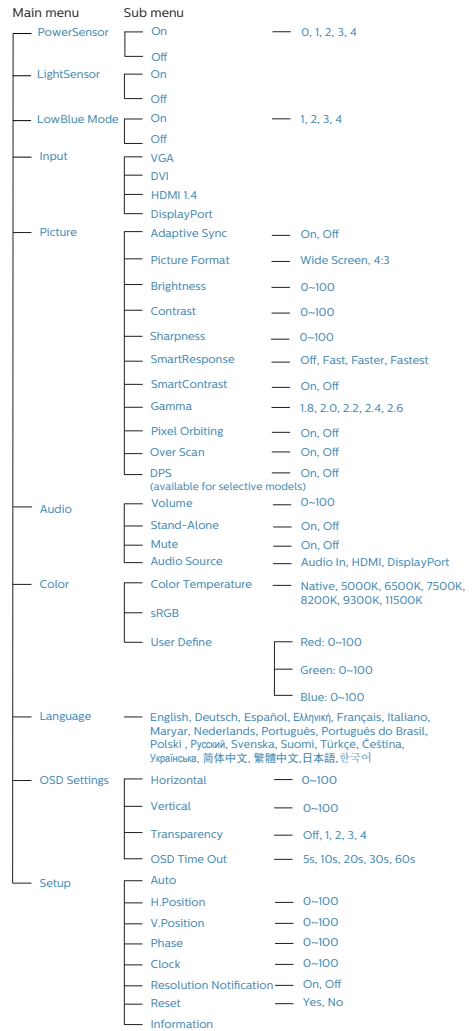 Main menu Sub menu
PowerSensor On 0, 1, 2, 3, 4
Off
LightSensor On
Off
LowBlue Mode On 1, 2, 3, 4
Off
Input VGA
DVI
HDMI 1.4
DisplayPort
Picture Adaptive Sync On, Off
Picture Format Wide Screen, 4:3
Brightness 0~100
Contrast 0~100
Sharpness 0~100
SmartResponse Off, Fast, Faster, Fastest
SmartContrast On, Off
Gamma 1.8, 2.0, 2.2, 2.4, 2.6
Pixel Orbiting On, Off
Over Scan On, Off
DPS On, Off
(available for selective models)
Audio Volume 0~100
Stand-Alone On, Off
Mute On, Off
Audio Source Audio In, HDMI, DisplayPort
Color Color Temperature Native, 5000K, 6500K, 7500K,
8200K, 9300K, 11500K
sRGB
User Define Red: 0~100
Green: 0~100
Blue: 0~100
Language English, Deutsch, Español, Ελληνική, Français, Italiano,
Maryar, Nederlands, Português, Português do Brasil,
Polski , Русский, Svenska, Suomi, Türkçe, Čeština,
Українська, 简体中文, 繁體中文,日本語,한국어
OSD Settings Horizontal 0~100
Vertical 0~100
Transparency Off, 1, 2, 3, 4
OSD Time Out 5s, 10s, 20s, 30s, 60s
Setup Auto
H.Position 0~100
V.Position 0~100
Phase 0~100
Clock 0~100
Resolution Notification On, Off
Reset Yes, No
Information